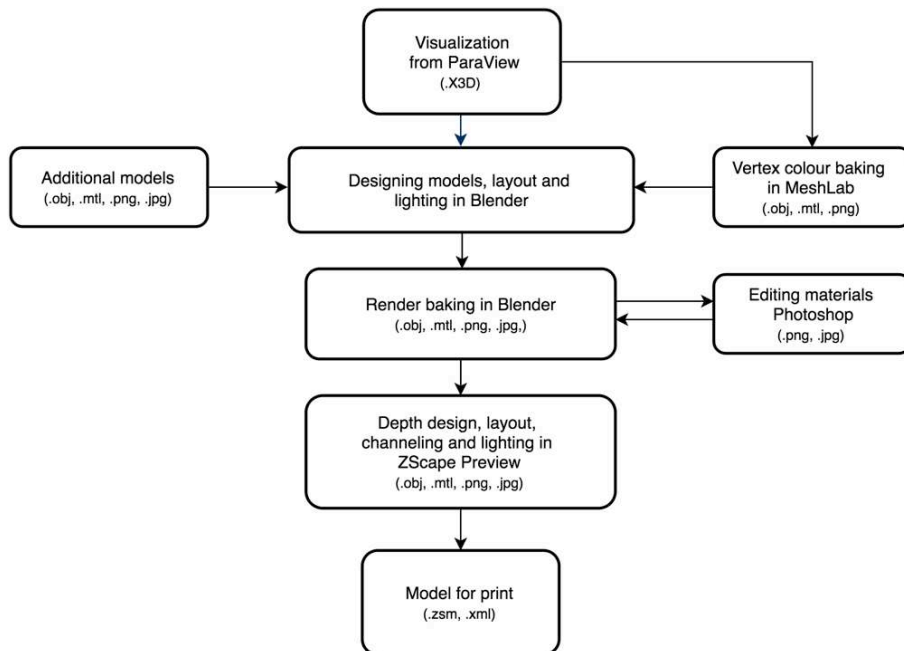 Visualization
from ParaView
(.X3D)
Additional models
(.obj, .mtl, .png, .jpg)
Designing models, layout and
lighting in Blender
Vertex colour baking
in MeshLab
(.obj, .mtl, .png)
Render baking in Blender
(.obj, .mtl, .png, .jpg,)
Editing materials
Photoshop
(.png, .jpg)
Depth design, layout,
channeling and lighting in
ZScape Preview
(.obj, .mtl, .png, .jpg)
Model for print
(.zsm, .xml)